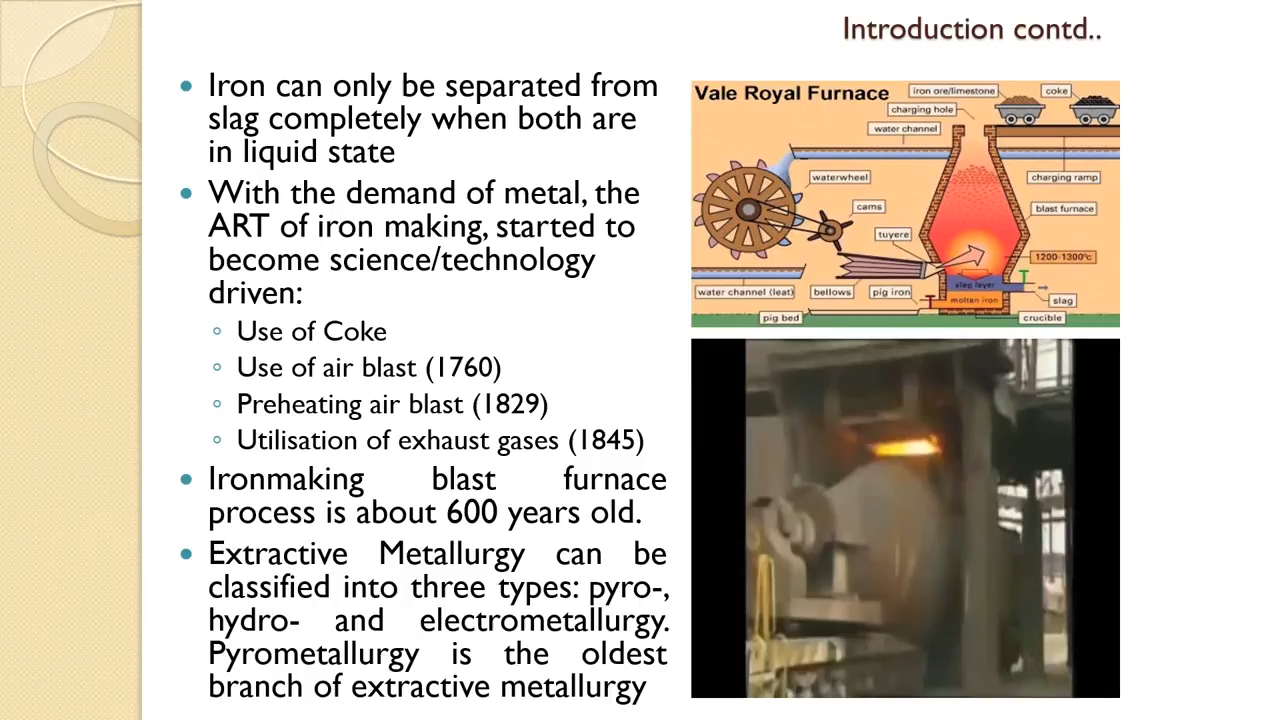 Introduction contd..
• Iron can only be separated from
slag completely when both are
in liquid state
• With the demand of metal, the
ART of iron making, started to
become science/technology
driven:
◦ Use of Coke
◦ Use of air blast (1760)
◦ Preheating air blast (1829)
◦ Utilisation of exhaust gases (1845)
• Ironmaking blast furnace
process is about 600 years old.
• Extractive Metallurgy can be
classified into three types: pyro-,
hydro- and electrometallurgy.
Pyrometallurgy is the oldest
branch of extractive metallurgy
Vale Royal Furnace
iron ore/limestone
coke
charging hole
water channel
waterwheel
charging ramp
cams
blast furnace
tuyere
1200-1300°c
water channel (leat)
bellows
pig iron
slag layer
molten iron
slag
pig bed
crucible